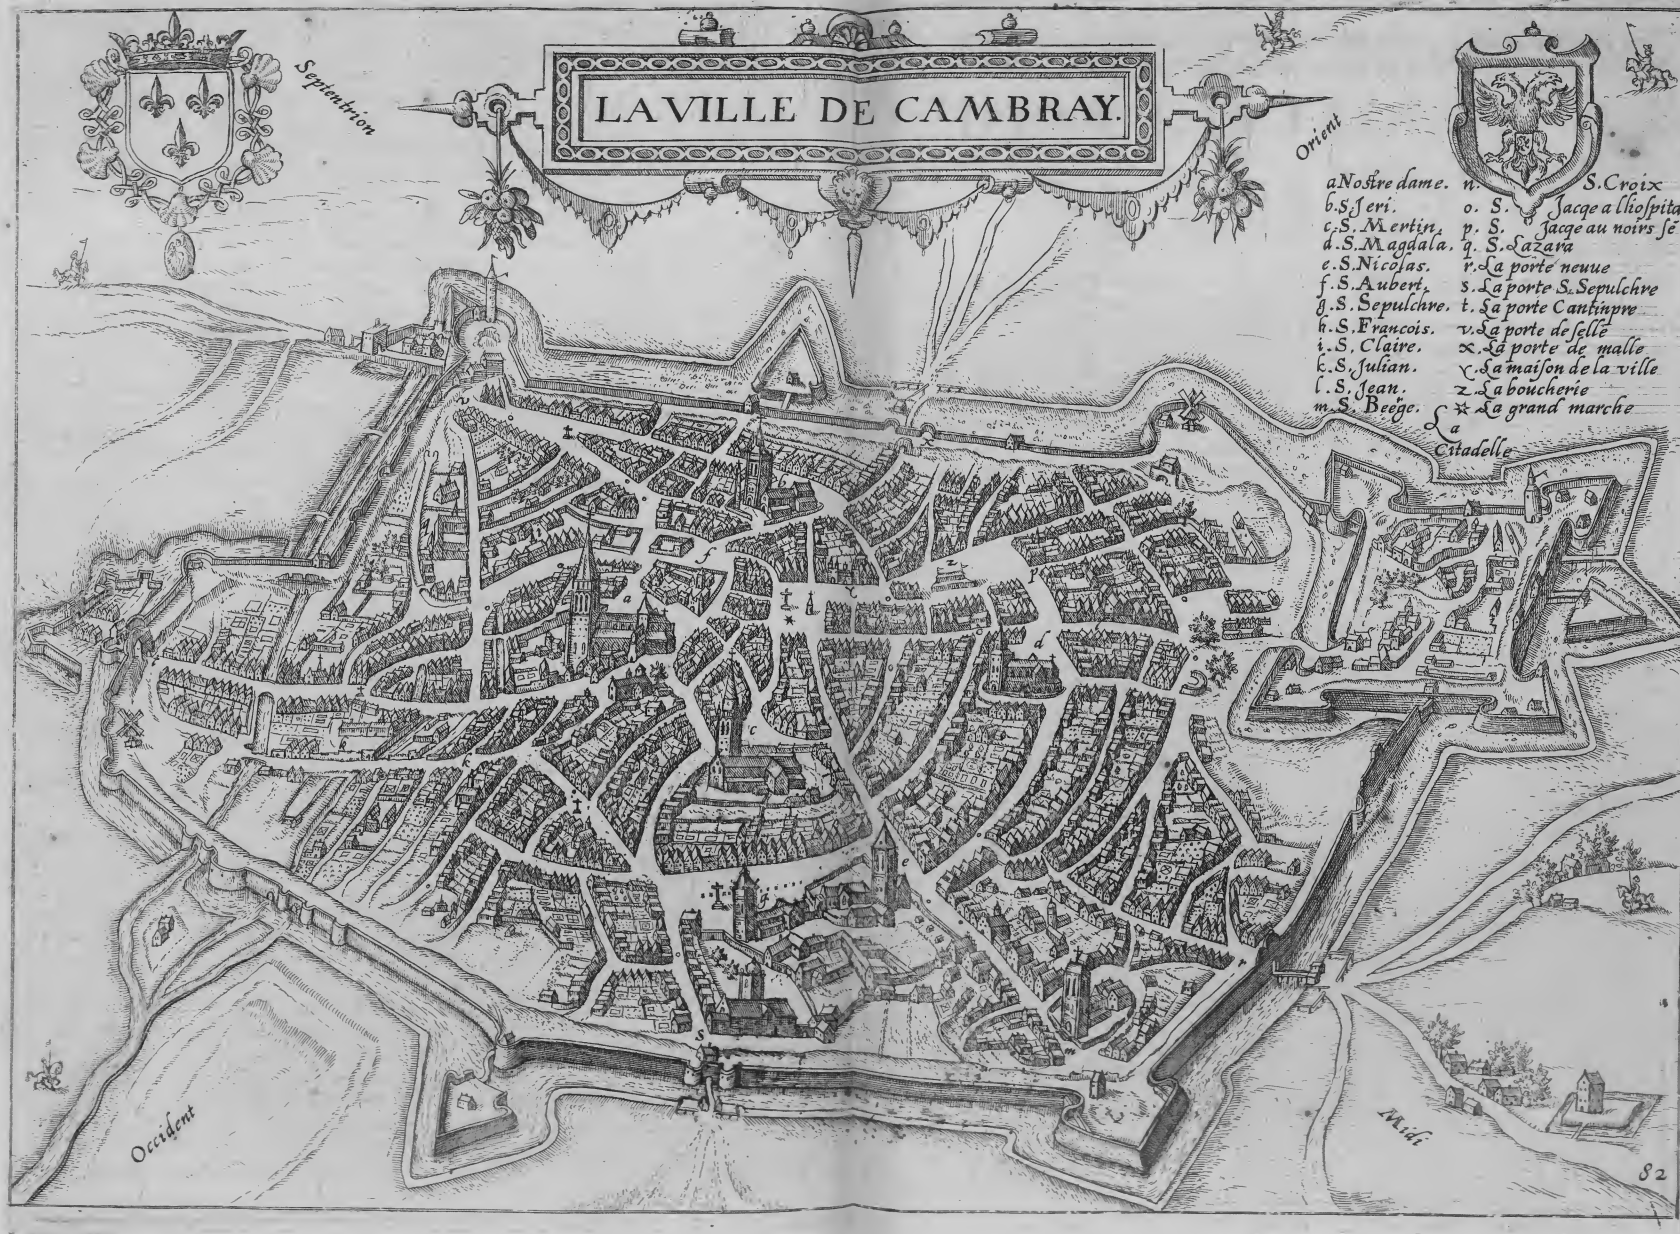 LA VILLE DE CAMBRAY.
Septentrion
Orient
a Nostre dame.
b. S. Jeri.
c. S. Mertin.
d. S. Magdala.
e. S. Nicolas.
f. S. Aubert.
g. S. Sepulchre.
h. S. Francois.
i. S. Claire.
k. S. Julian.
l. S. Jean.
m. S. Beege.
n. S. Croix
o. S. Jacqe a lhospita
p. S. Jacqe au noirs se
q. S. Lazara
r. La porte neuue
s. La porte S. Sepulchre
t. La porte Cantinpre
v. La porte de selle
x. La porte de malle
Y. La maison de la ville
z. La boucherie
* La grand marche
La
Citadelle
v
f
z
a
Y
l
*
d
c
k
k
e
g
r
S
m
Occident
Midi
82